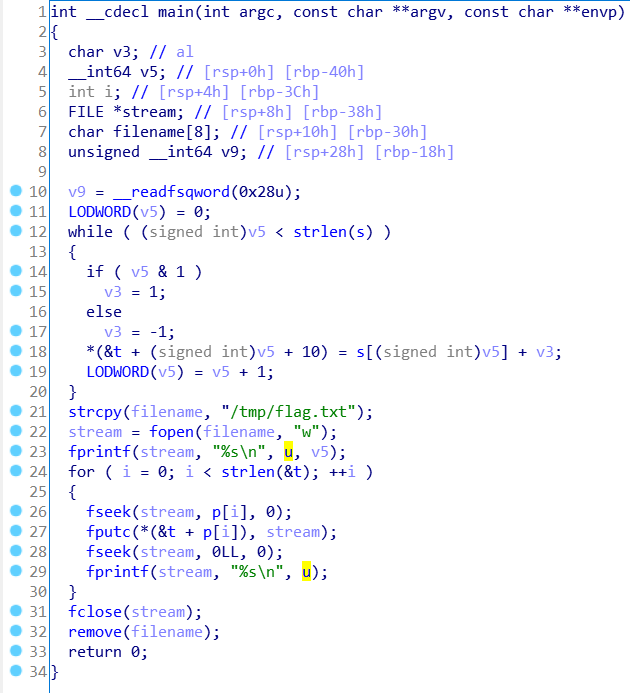 1 int __cdecl main(int argc, const char **argv, const char **envp)
2 {
3   char v3; // al
4   __int64 v5; // [rsp+0h] [rbp-40h]
5   int i; // [rsp+4h] [rbp-3Ch]
6   FILE *stream; // [rsp+8h] [rbp-38h]
7   char filename[8]; // [rsp+10h] [rbp-30h]
8   unsigned __int64 v9; // [rsp+28h] [rbp-18h]
9
10   v9 = __readfsqword(0x28u);
11   LODWORD(v5) = 0;
12   while ( (signed int)v5 < strlen(s) )
13   {
14     if ( v5 & 1 )
15       v3 = 1;
16     else
17       v3 = -1;
18     *(&t + (signed int)v5 + 10) = s[(signed int)v5] + v3;
19     LODWORD(v5) = v5 + 1;
20   }
21   strcpy(filename, "/tmp/flag.txt");
22   stream = fopen(filename, "w");
23   fprintf(stream, "%s\n", u, v5);
24   for ( i = 0; i < strlen(&t); ++i )
25   {
26     fseek(stream, p[i], 0);
27     fputc(*(&t + p[i]), stream);
28     fseek(stream, 0LL, 0);
29     fprintf(stream, "%s\n", u);
30   }
31   fclose(stream);
32   remove(filename);
33   return 0;
34 }